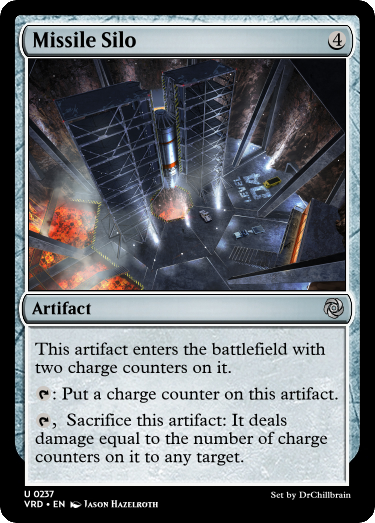 Missile Silo 4
Artifact
This artifact enters the battlefield with
two charge counters on it.
: Put a charge counter on this artifact.
, Sacrifice this artifact: It deals
damage equal to the number of charge
counters on it to any target.
U 0237
VRD • EN Jason Hazelroth
Set by DrChillbrain